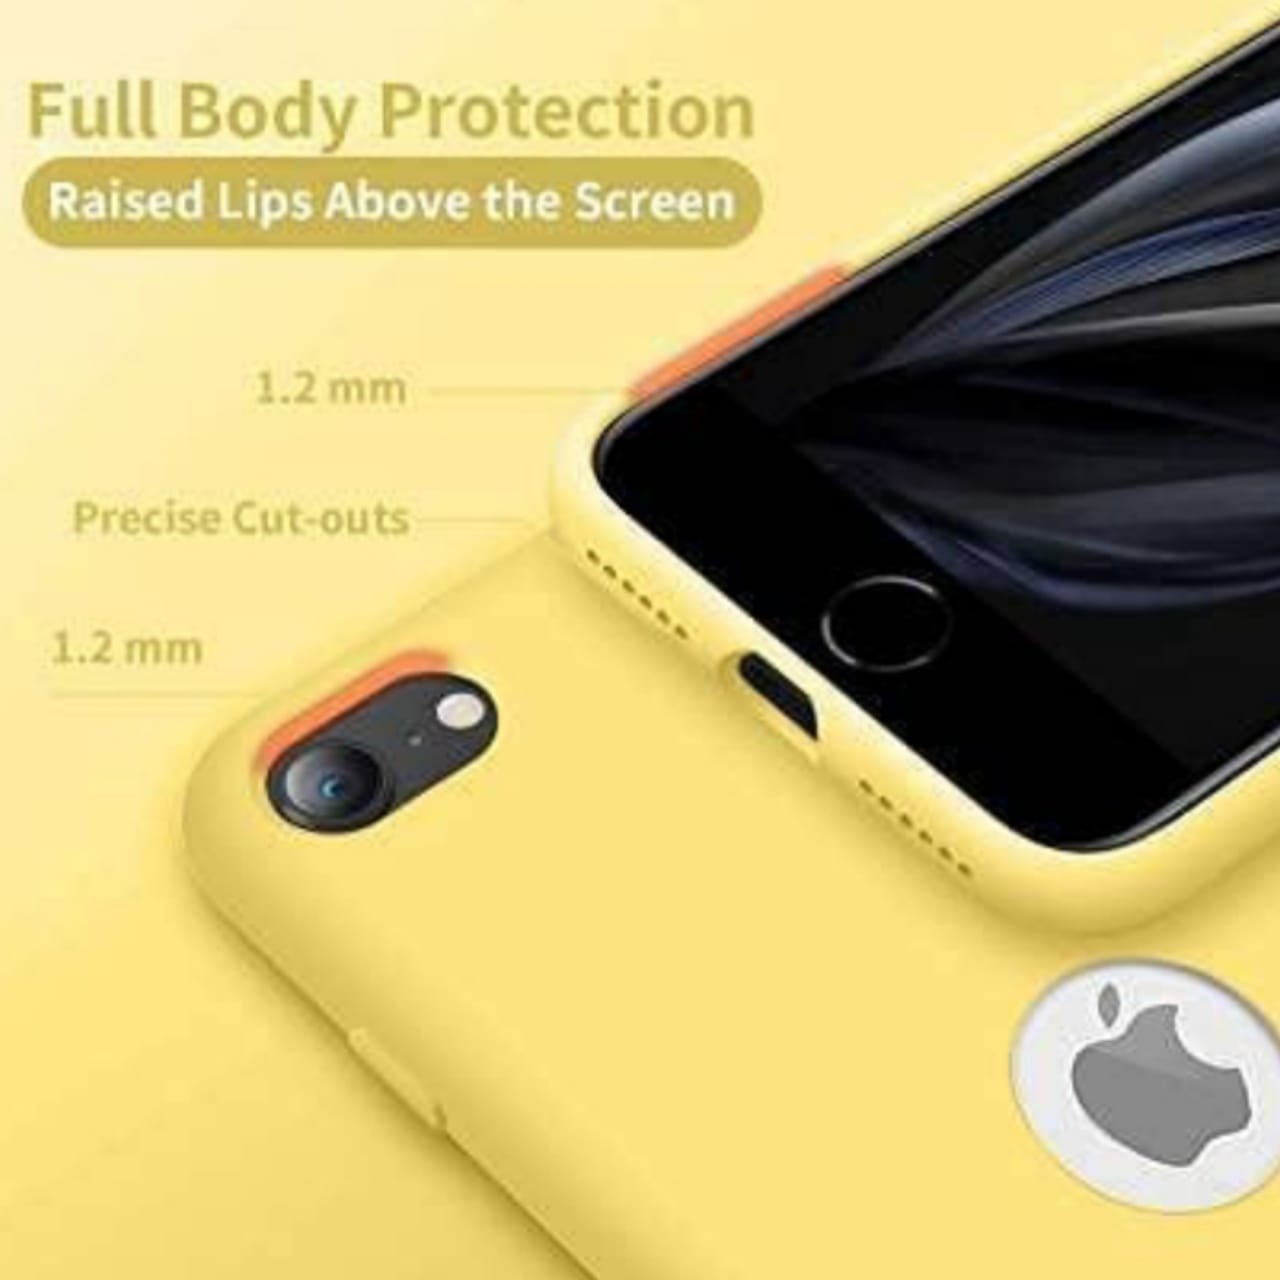 Full Body Protection
Raised Lips Above the Screen
1.2 mm
Precise Cut-outs
1.2 mm